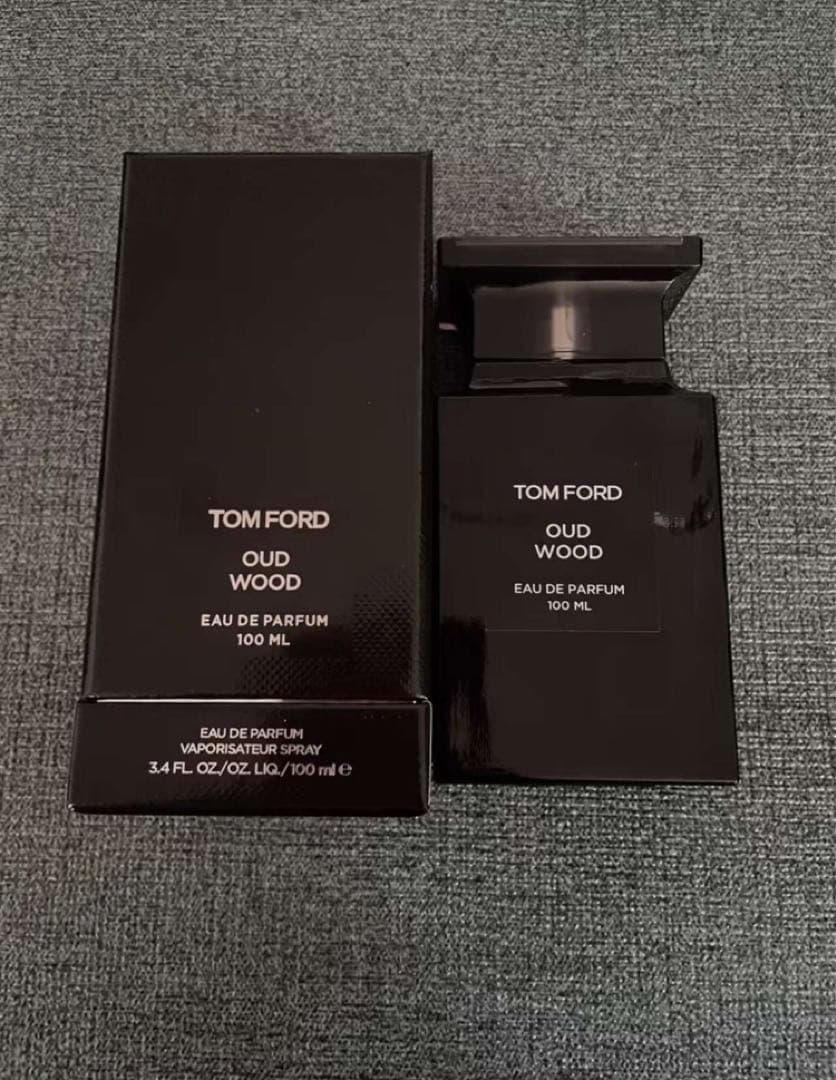 TOM FORD
OUD
WOOD
EAU DE PARFUM
100 ML
EAU DE PARFUM
VAPORISATEUR SPRAY
3.4 FL. OZ./OZ. LIQ./100 ml ℮
TOM FORD
OUD
WOOD
EAU DE PARFUM
100 ML